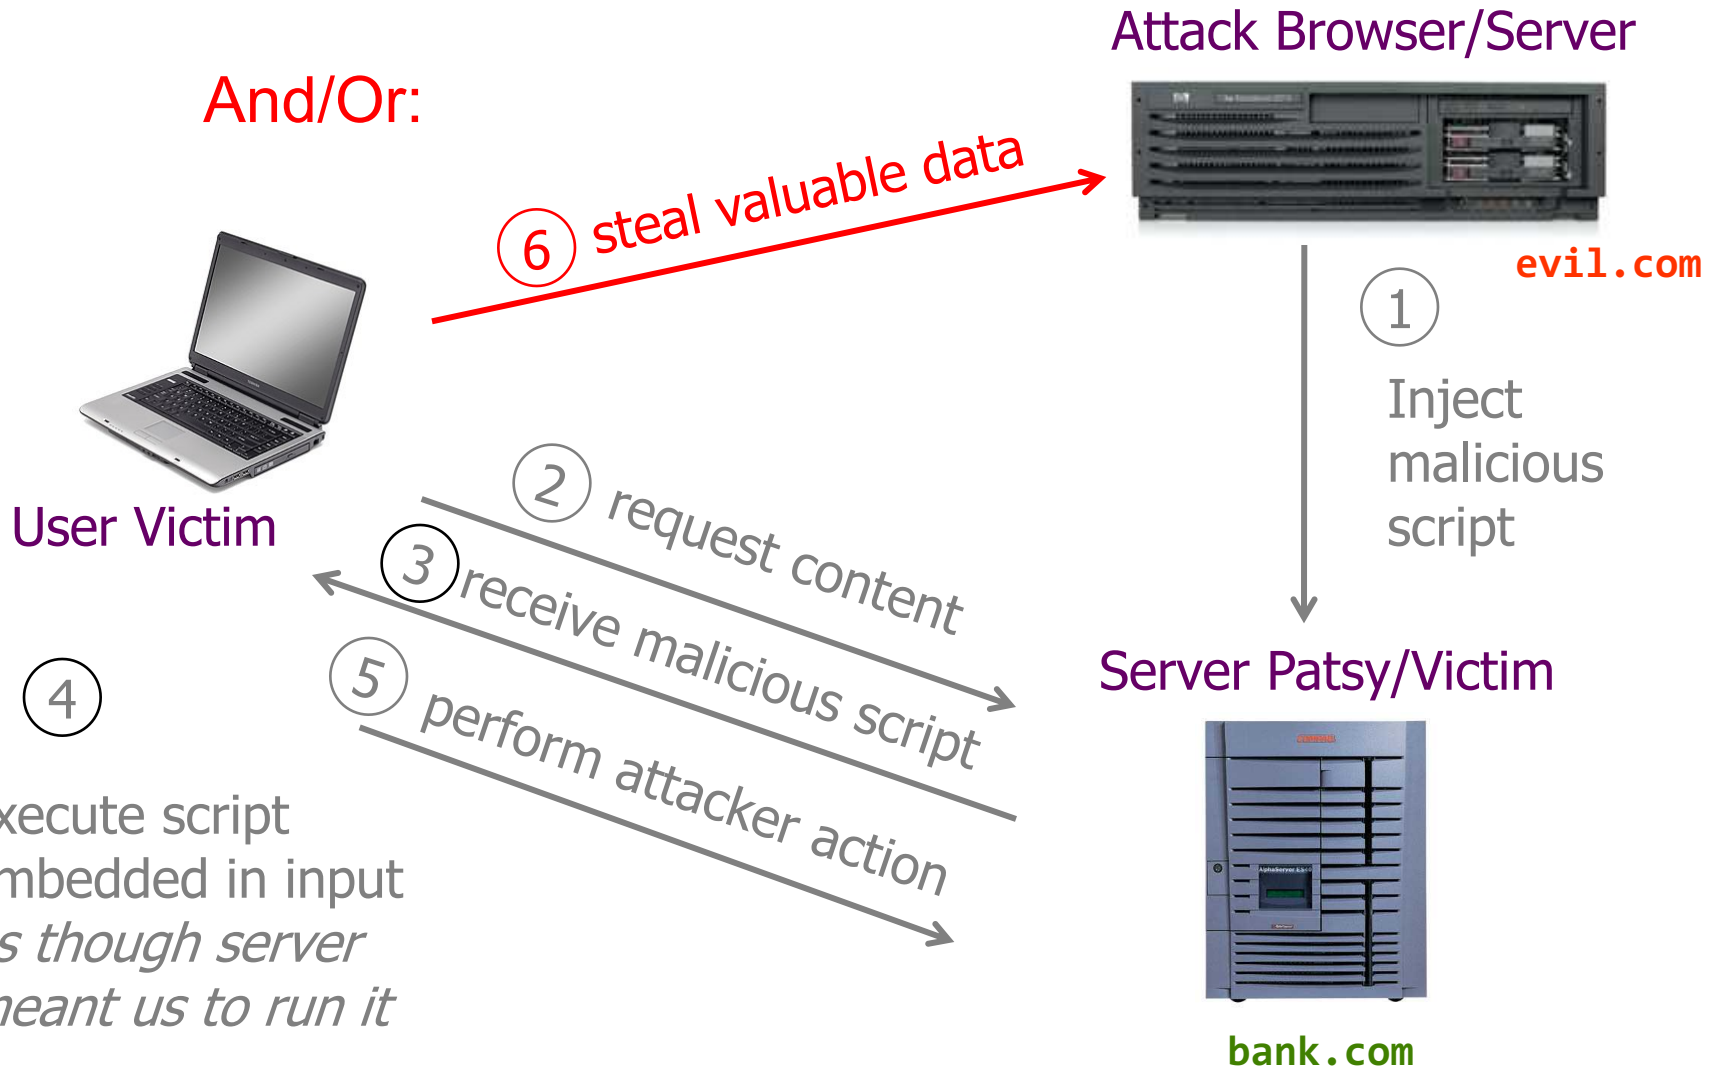 Attack Browser/Server
And/Or:
6 steal valuable data
evil.com
1
Inject
malicious
script
2 request content
User Victim
3 receive malicious script
Server Patsy/Victim
4
5 perform attacker action
xecute script
mbedded in input
s though server
neant us to run it
AlphaServer ES40
bank.com